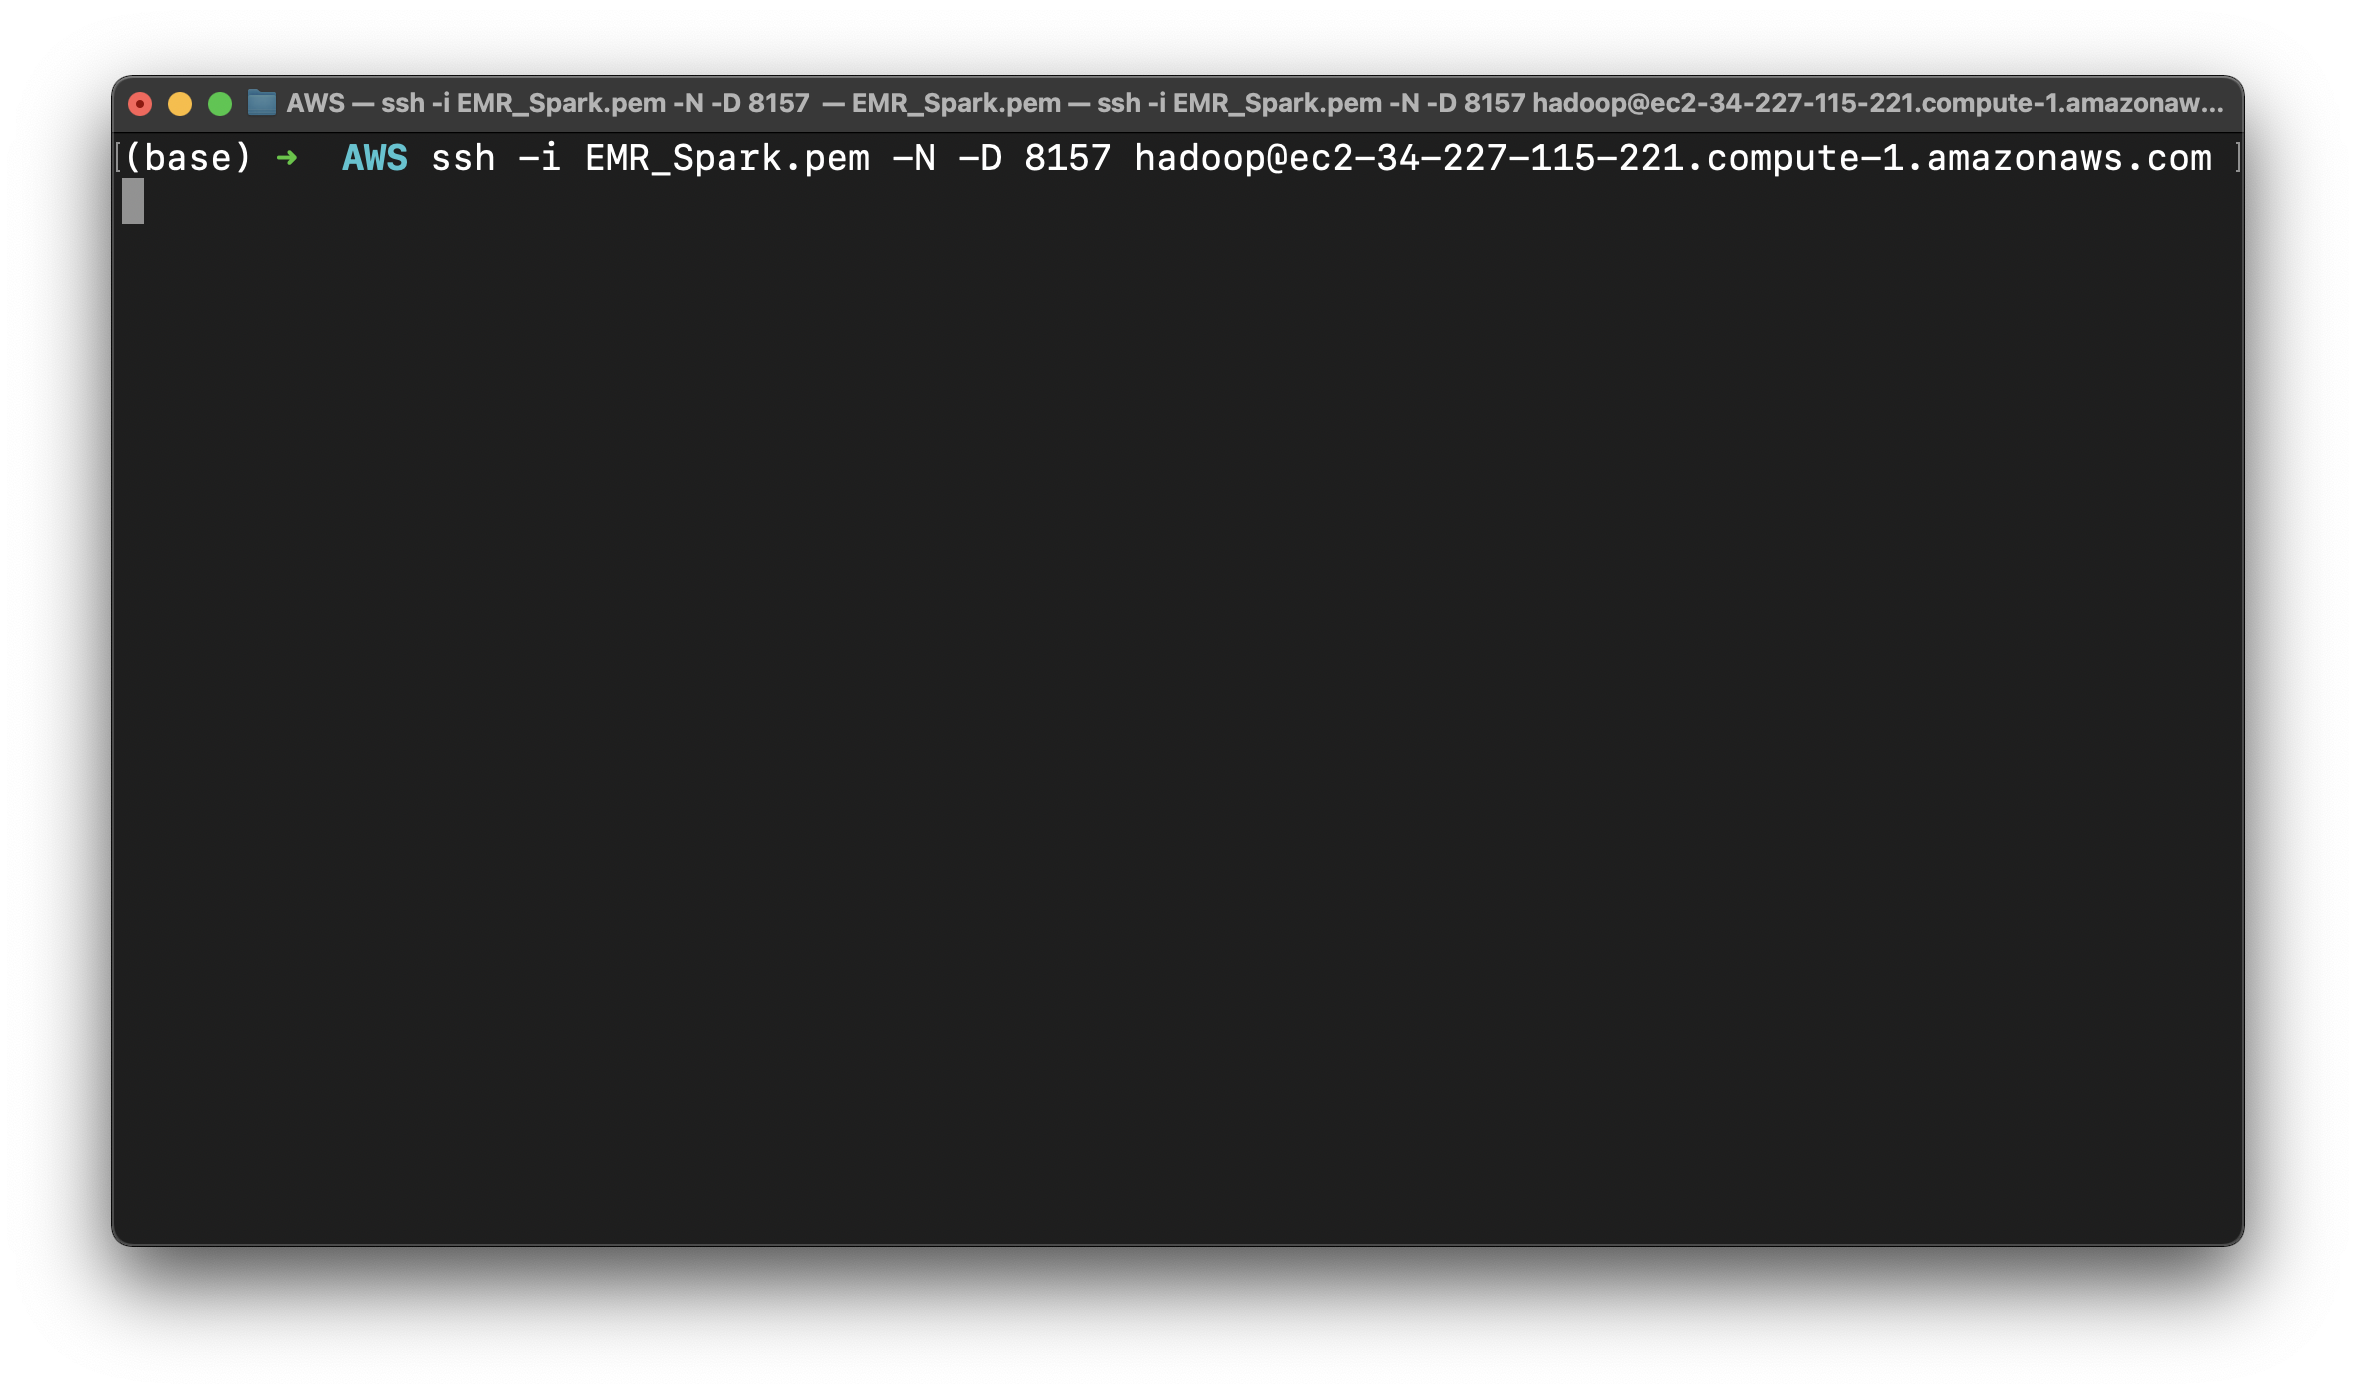 AWS — ssh -i EMR_Spark.pem -N -D 8157 — EMR_Spark.pem — ssh -i EMR_Spark.pem -N -D 8157 hadoop@ec2-34-227-115-221.compute-1.amazonaw...
[(base) ➜ AWS ssh -i EMR_Spark.pem -N -D 8157 hadoop@ec2-34-227-115-221.compute-1.amazonaws.com ]